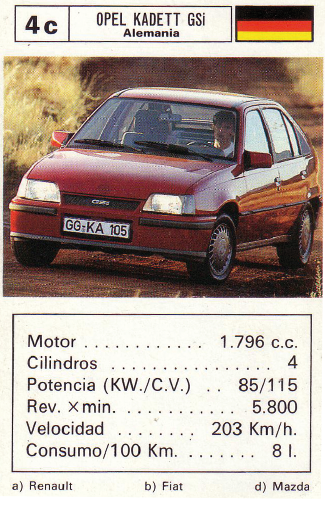 4c
OPEL KADETT GSi
Alemania
GSi
GG-KA 105
Motor . . . . . . . . . . . 1.796 c.c.
Cilindros . . . . . . . . . . . . . . . 4
Potencia (KW./C.V.) . . 85/115
Rev. × min. . . . . . . . . . . 5.800
Velocidad . . . . . . . . 203 Km/h.
Consumo/100 Km. . . . . . . . 8 l.
a) Renault b) Fiat d) Mazda